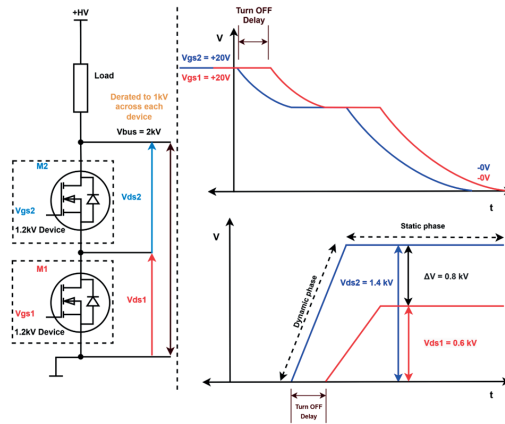 +HV
Load
Derated to 1kV
across each
device
Vbus = 2kV
M2
Vgs2
1.2kV Device
Vds2
M1
Vgs1
1.2kV Device
Vds1
Turn OFF
Delay
V
Vgs2 = +20V
Vgs1 = +20V
-0V
-0V
t
V
Static phase
Dynamic phase
Vds2 = 1.4 kV
ΔV = 0.8 kV
Vds1 = 0.6 kV
t
Turn OFF
Delay